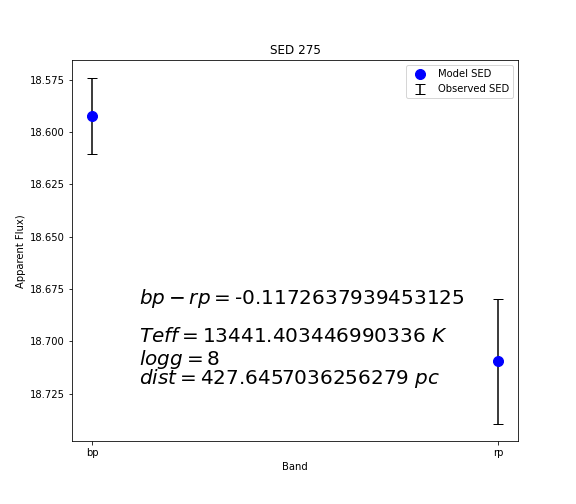 SED 275
Model SED
Observed SED
18.575
18.600
18.625
18.650
18.675
18.700
18.725
Apparent Flux)
bp − rp = -0.1172637939453125
Teff = 13441.403446990336 K
logg = 8
dist = 427.6457036256279 pc
bp
rp
Band